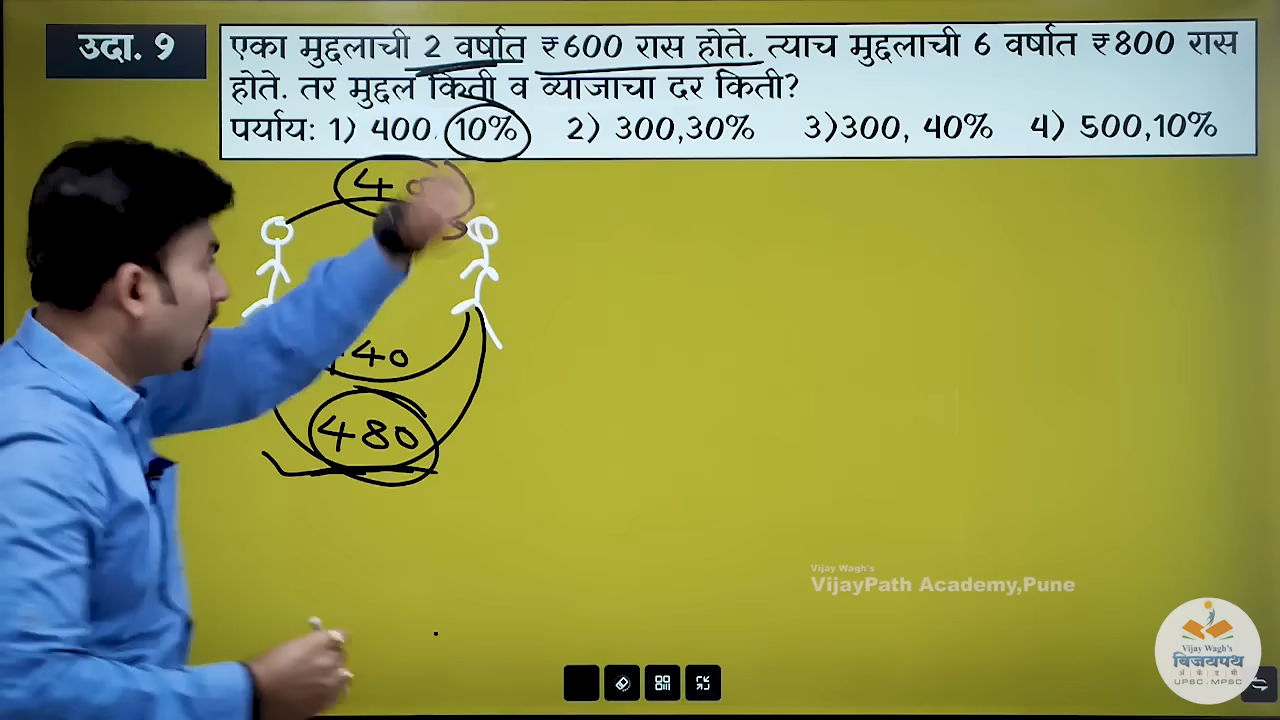 उदा. 9
एका मुद्दलाची 2 वर्षात ₹600 रास होते. त्याच मुद्दलाची 6 वर्षात ₹800 रास
होते. तर मुद्दल किती व व्याजाचा दर किती?
पर्याय: 1) 400, 10% 2) 300,30% 3)300, 40% 4) 500,10%
440
480
Vijay Wagh's
VijayPath Academy,Pune
Vijay Wagh's
विजयपथ
UPSC - MPSC